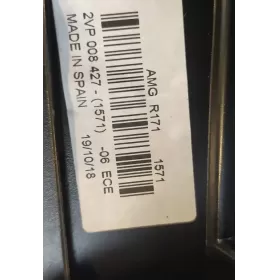 AMG R171 1571
2VP 008 427 - (1571) -06 ECE
MADE IN SPAIN 19/10/18